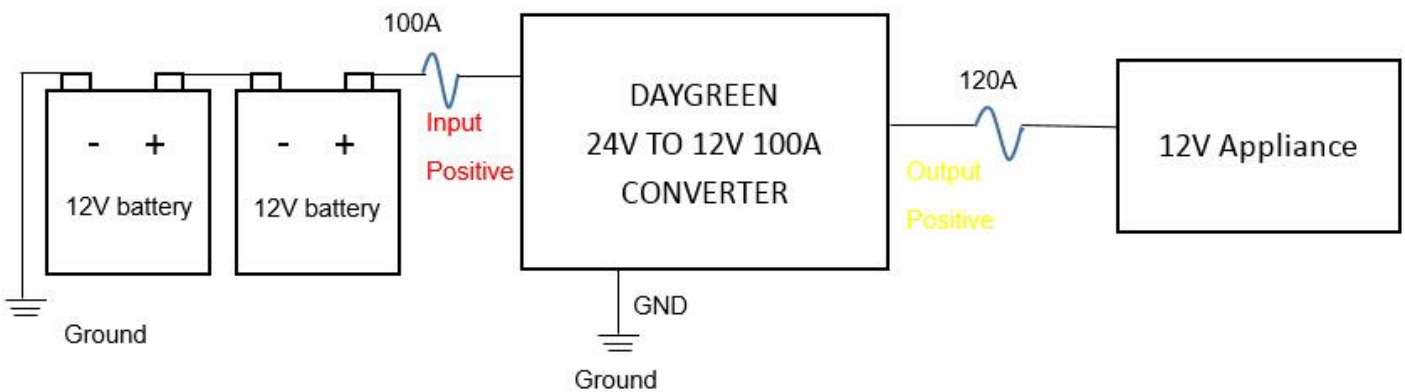 100A
- +
12V battery
- +
12V battery
Input
Positive
DAYGREEN
24V TO 12V 100A
CONVERTER
120A
Output
Positive
12V Appliance
Ground
GND
Ground